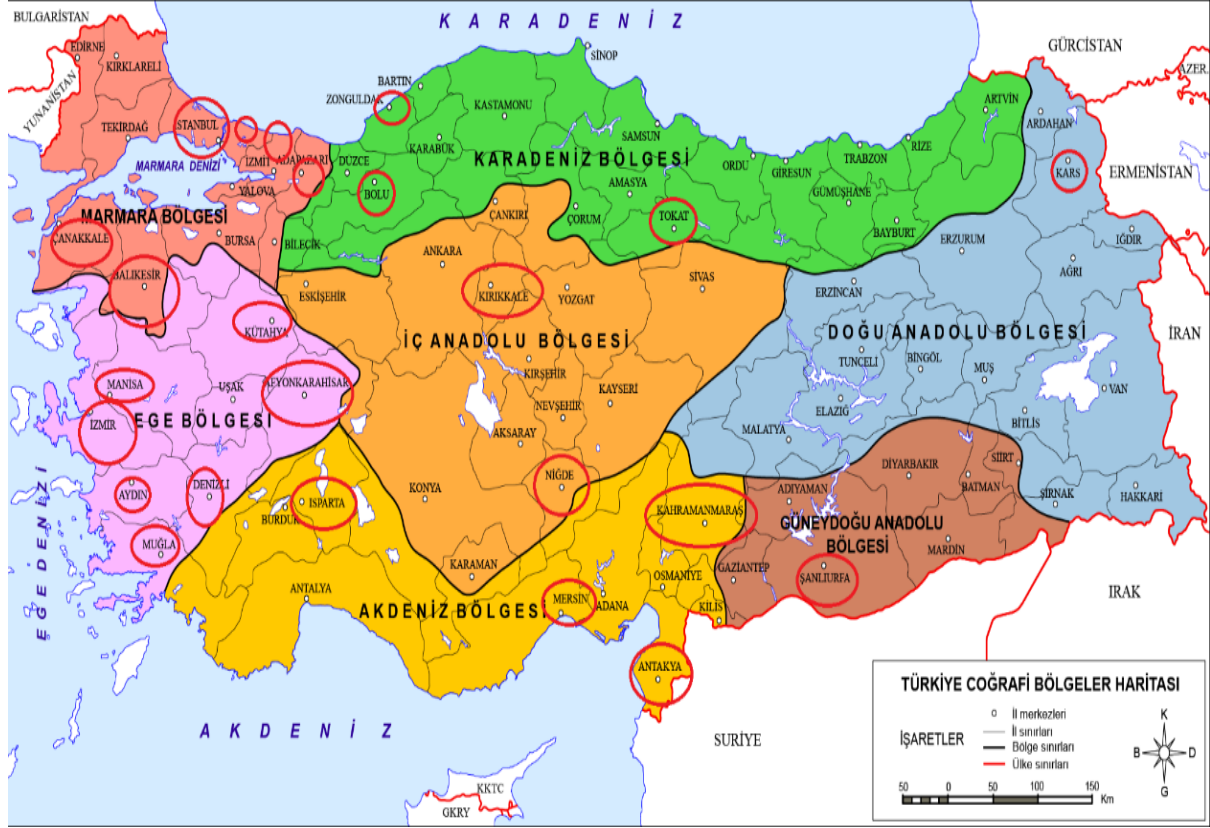 BULGARİSTAN
KARADENİZ
GÜRCİSTAN
AZER.
YUNANİSTAN
ERMENİSTAN
İRAN
IRAK
SURİYE
KKTC
GKRY
EGE DENİZİ
AKDENİZ
MARMARA DENİZİ
MARMARA BÖLGESİ
EDİRNE
KIRKLARELİ
TEKİRDAĞ
STANBUL
İZMİT
ADAPAZARI
YALOVA
ÇANAKKALE
BALIKESİR
BURSA
BİLECİK
KARADENİZ BÖLGESİ
SİNOP
BARTIN
ZONGULDAK
KASTAMONU
KARABÜK
DÜZCE
BOLU
SAMSUN
AMASYA
ÇORUM
TOKAT
ORDU
GİRESUN
TRABZON
RİZE
ARTVİN
GÜMÜŞHANE
BAYBURT
İÇ ANADOLU BÖLGESİ
ÇANKIRI
ANKARA
ESKİŞEHİR
KIRIKKALE
YOZGAT
SİVAS
KIRŞEHİR
KAYSERİ
NEVŞEHİR
AKSARAY
NİĞDE
KONYA
KARAMAN
DOĞU ANADOLU BÖLGESİ
ARDAHAN
KARS
IĞDIR
ERZURUM
AĞRI
ERZİNCAN
TUNCELİ
BİNGÖL
MUŞ
VAN
ELAZIĞ
BİTLİS
MALATYA
HAKKARİ
ŞIRNAK
EGE BÖLGESİ
KÜTAHYA
MANİSA
UŞAK
AFYONKARAHİSAR
İZMİR
AYDIN
DENİZLİ
MUĞLA
AKDENİZ BÖLGESİ
ISPARTA
BURDUR
ANTALYA
MERSİN
ADANA
OSMANİYE
KAHRAMANMARAŞ
KİLİS
ANTAKYA
GÜNEYDOĞU ANADOLU
BÖLGESİ
DİYARBAKIR
SİİRT
BATMAN
ADIYAMAN
MARDİN
GAZİANTEP
ŞANLIURFA
TÜRKİYE COĞRAFİ BÖLGELER HARİTASI
İŞARETLER
İl merkezleri
İl sınırları
Bölge sınırları
Ülke sınırları
K
B
D
G
50 0 50 100 150
Km